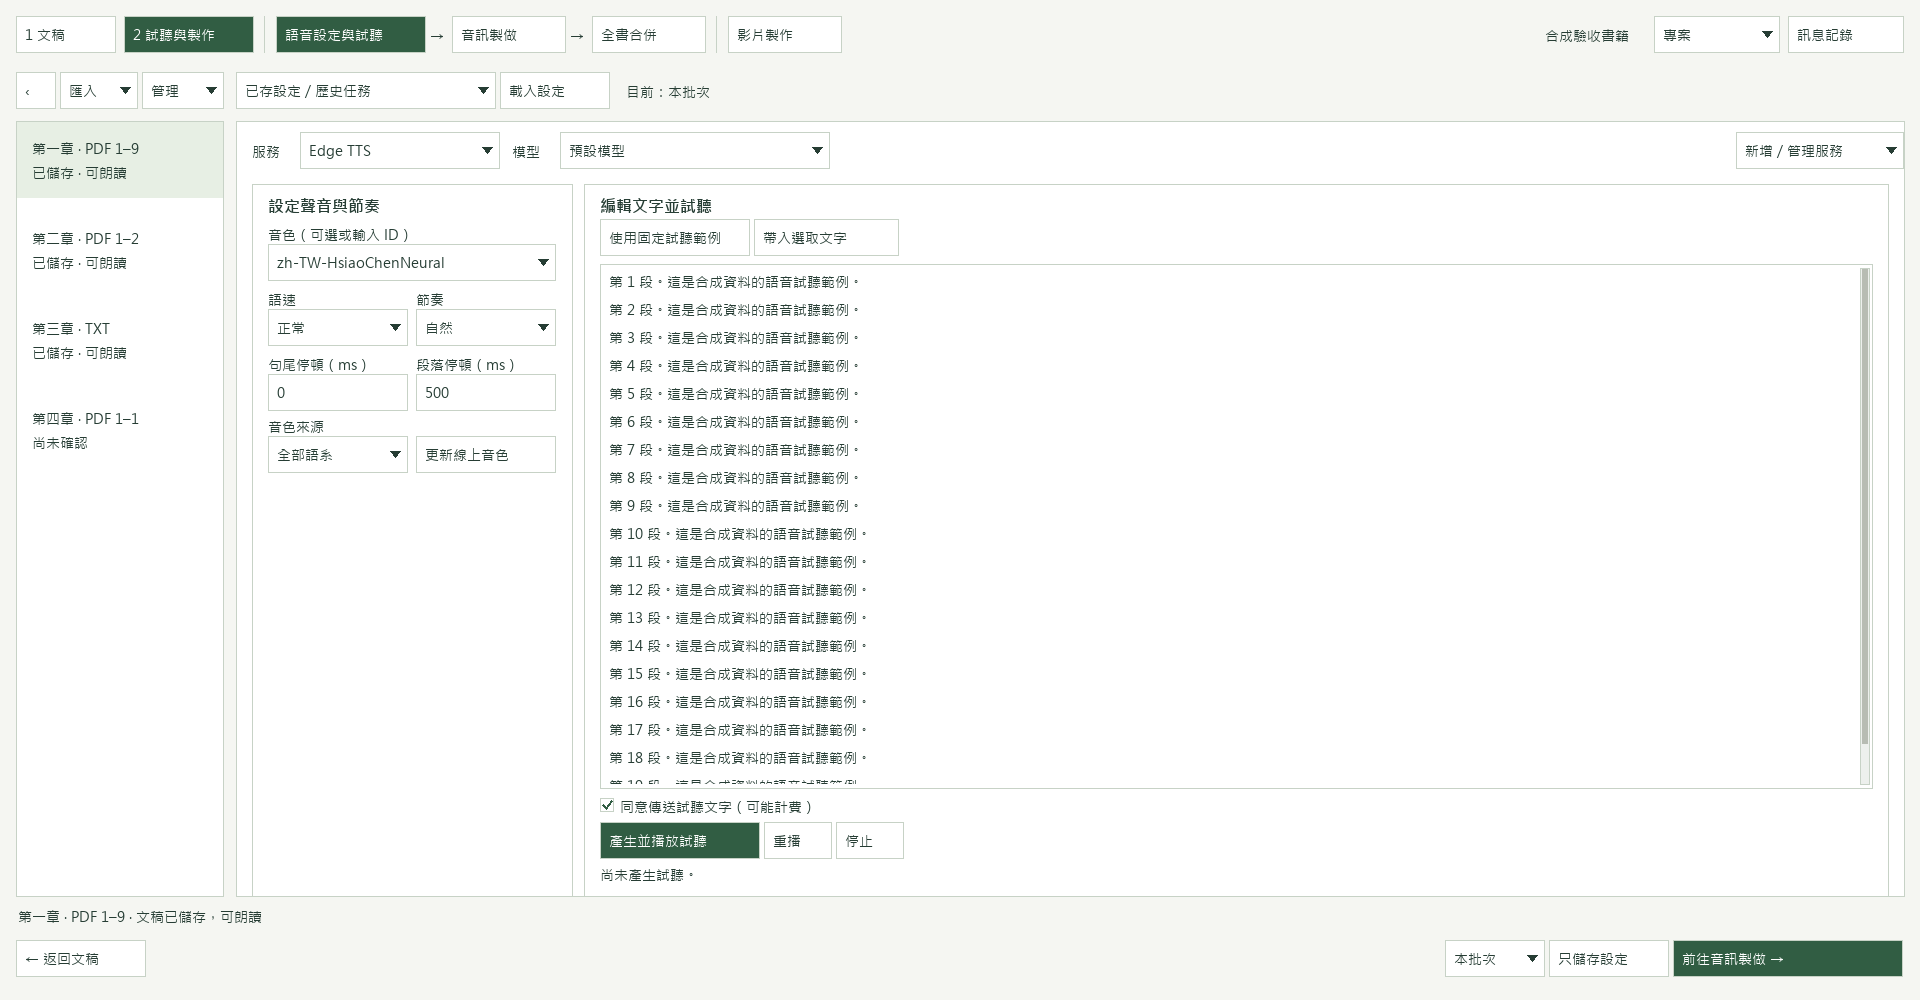 1 文稿
2 試聽與製作
語音設定與試聽
→
音訊製做
→
全書合併
影片製作
合成驗收書籍
專案
訊息記錄
‹
匯入
管理
已存設定 / 歷史任務
載入設定
目前：本批次
第一章 · PDF 1–9
已儲存 · 可朗讀
第二章 · PDF 1–2
已儲存 · 可朗讀
第三章 · TXT
已儲存 · 可朗讀
第四章 · PDF 1–1
尚未確認
服務
Edge TTS
模型
預設模型
新增 / 管理服務
設定聲音與節奏
音色（可選或輸入 ID）
zh-TW-HsiaoChenNeural
語速
節奏
正常
自然
句尾停頓（ms）
段落停頓（ms）
0
500
音色來源
全部語系
更新線上音色
編輯文字並試聽
使用固定試聽範例
帶入選取文字
第 1 段。這是合成資料的語音試聽範例。
第 2 段。這是合成資料的語音試聽範例。
第 3 段。這是合成資料的語音試聽範例。
第 4 段。這是合成資料的語音試聽範例。
第 5 段。這是合成資料的語音試聽範例。
第 6 段。這是合成資料的語音試聽範例。
第 7 段。這是合成資料的語音試聽範例。
第 8 段。這是合成資料的語音試聽範例。
第 9 段。這是合成資料的語音試聽範例。
第 10 段。這是合成資料的語音試聽範例。
第 11 段。這是合成資料的語音試聽範例。
第 12 段。這是合成資料的語音試聽範例。
第 13 段。這是合成資料的語音試聽範例。
第 14 段。這是合成資料的語音試聽範例。
第 15 段。這是合成資料的語音試聽範例。
第 16 段。這是合成資料的語音試聽範例。
第 17 段。這是合成資料的語音試聽範例。
第 18 段。這是合成資料的語音試聽範例。
第 19 段。這是合成資料的語音試聽範例。
同意傳送試聽文字（可能計費）
產生並播放試聽
重播
停止
尚未產生試聽。
第一章 · PDF 1–9 · 文稿已儲存，可朗讀
← 返回文稿
本批次
只儲存設定
前往音訊製做 →